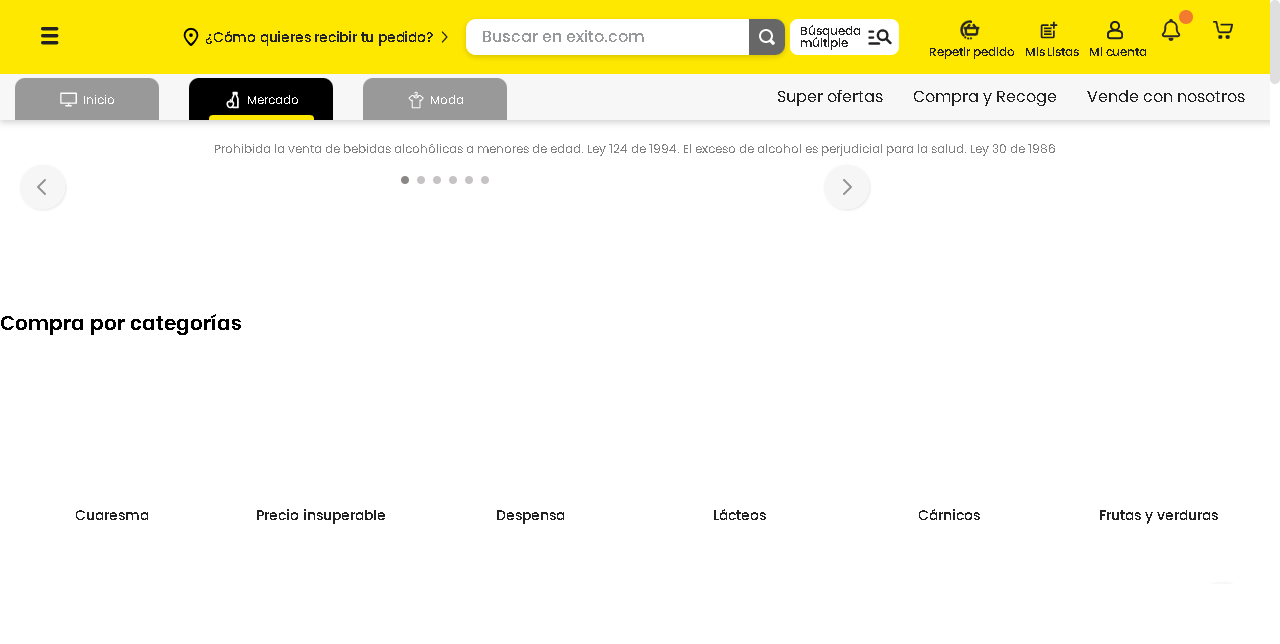 ¿Cómo quieres recibir tu pedido?
Buscar en exito.com
Búsqueda
múltiple
Repetir pedido
Mis Listas
Mi cuenta
Inicio
Mercado
Moda
Super ofertas
Compra y Recoge
Vende con nosotros
Prohibida la venta de bebidas alcohólicas a menores de edad. Ley 124 de 1994. El exceso de alcohol es perjudicial para la salud. Ley 30 de 1986
Compra por categorías
Cuaresma
Precio insuperable
Despensa
Lácteos
Cárnicos
Frutas y verduras